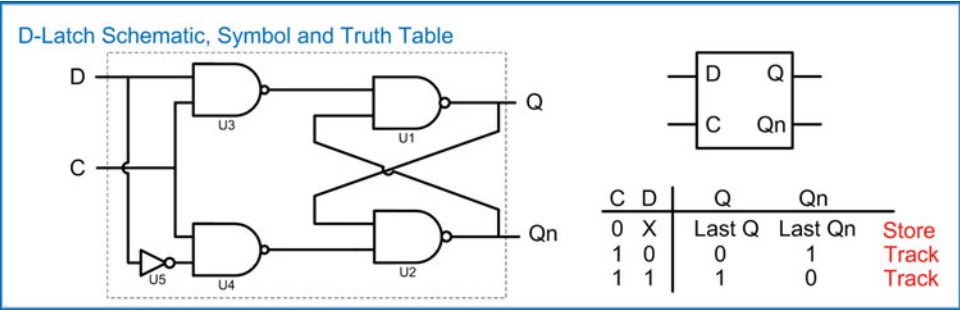 D-Latch Schematic, Symbol and Truth Table
D
U3
U1
Q
C
U5
U4
U2
Qn
D Q
C Qn
C D Q Qn
0 X Last Q Last Qn Store
1 0 0 1 Track
1 1 1 0 Track